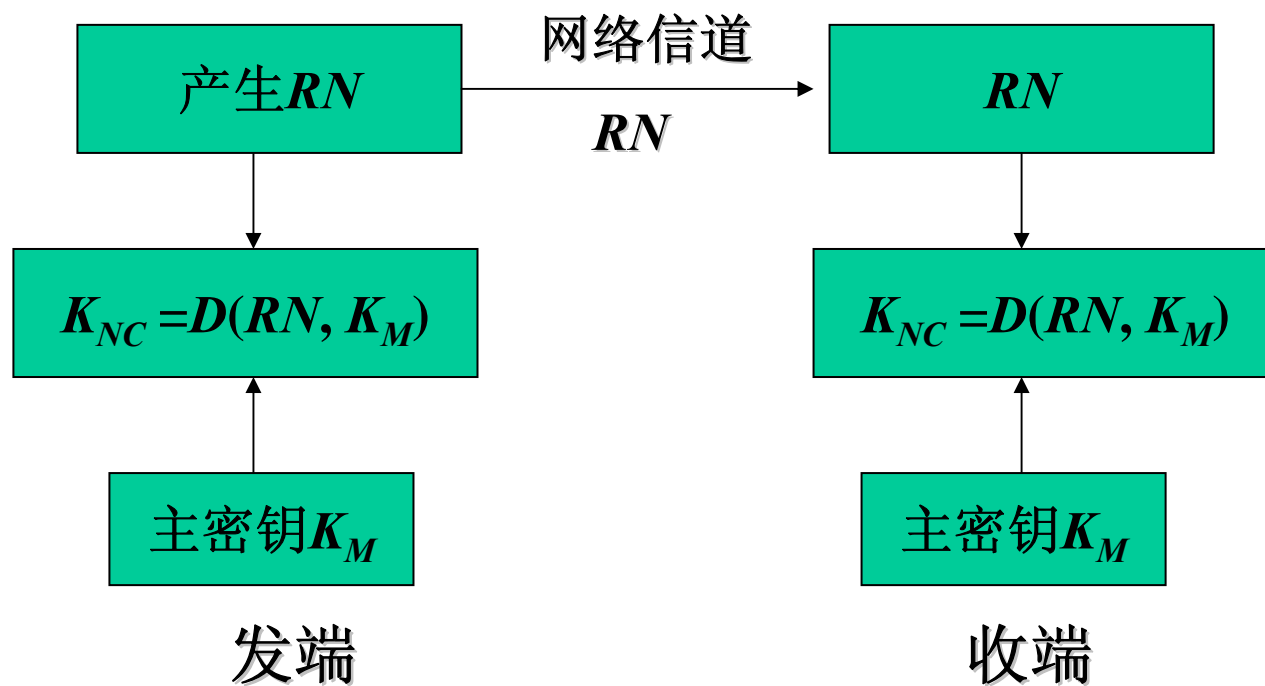 网络信道
产生RN
RN
RN
K_NC =D(RN, K_M)
K_NC =D(RN, K_M)
主密钥K_M
主密钥K_M
发端
收端